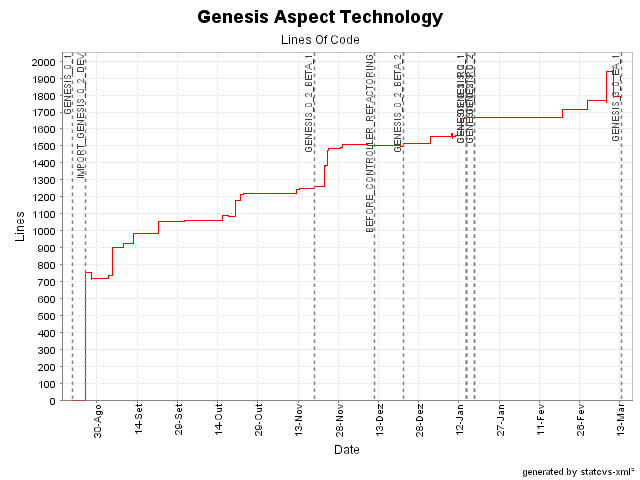 Genesis Aspect Technology
Lines Of Code
Lines
2000
1900
1800
1700
1600
1500
1400
1300
1200
1100
1000
900
800
700
600
500
400
300
200
100
0
GENESIS_0_1
IMPORT_GENESIS_0_2_DEV
GENESIS_0_2_BETA_1
BEFORE_CONTROLLER_REFACTORING
GENESIS_0_2_BETA_2
GENESIS_0_2
GENESIS_3_0_EA_1
30-Ago
14-Set
29-Set
14-Out
29-Out
13-Nov
28-Nov
13-Dez
28-Dez
12-Jan
27-Jan
11-Fev
26-Fev
13-Mar
Date
generated by statcvs-xml²